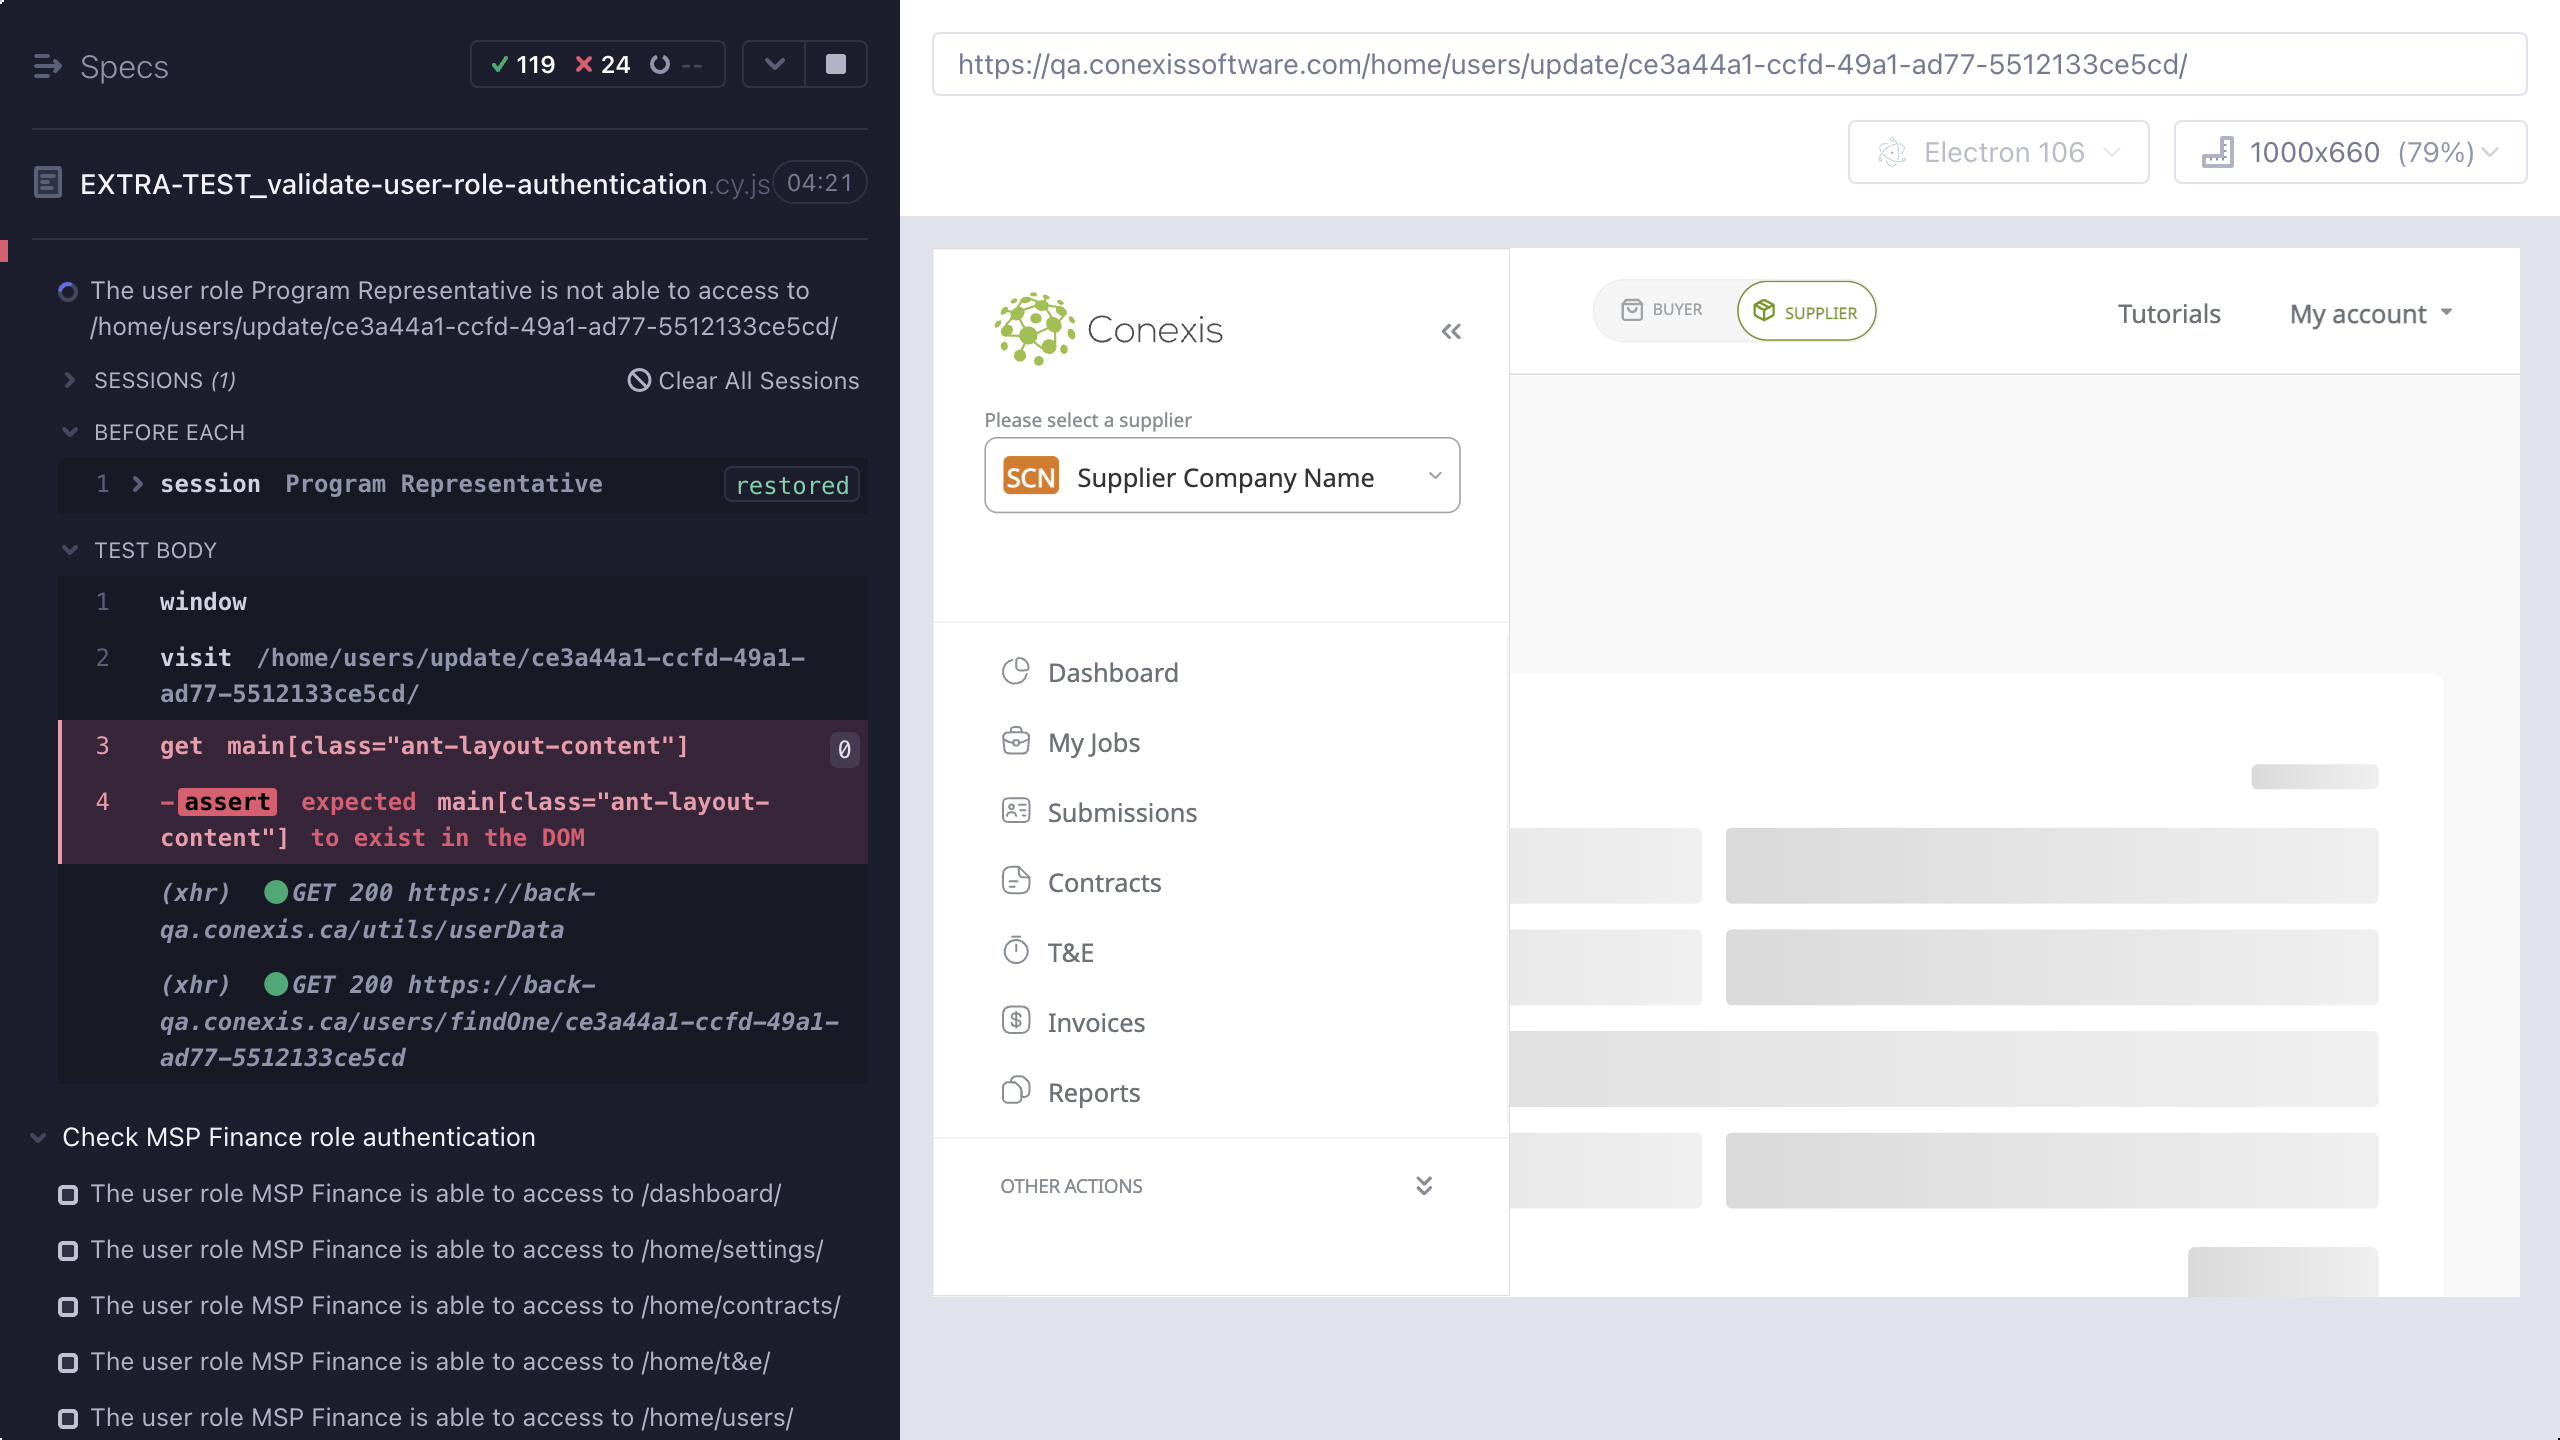 Specs
119 24 --
EXTRA-TEST_validate-user-role-authentication.cy.js 04:21
The user role Program Representative is not able to access to
/home/users/update/ce3a44a1-ccfd-49a1-ad77-5512133ce5cd/
SESSIONS (1) Clear All Sessions
BEFORE EACH
1 session Program Representative restored
TEST BODY
1 window
2 visit /home/users/update/ce3a44a1-ccfd-49a1-
ad77-5512133ce5cd/
3 get main[class="ant-layout-content"] 0
4 -assert expected main[class="ant-layout-
content"] to exist in the DOM
(xhr) GET 200 https://back-
qa.conexis.ca/utils/userData
(xhr) GET 200 https://back-
qa.conexis.ca/users/findOne/ce3a44a1-ccfd-49a1-
ad77-5512133ce5cd
Check MSP Finance role authentication
The user role MSP Finance is able to access to /dashboard/
The user role MSP Finance is able to access to /home/settings/
The user role MSP Finance is able to access to /home/contracts/
The user role MSP Finance is able to access to /home/t&e/
The user role MSP Finance is able to access to /home/users/
https://qa.conexissoftware.com/home/users/update/ce3a44a1-ccfd-49a1-ad77-5512133ce5cd/
Electron 106
1000x660 (79%)
Conexis
BUYER
SUPPLIER
Tutorials
My account
Please select a supplier
SCN Supplier Company Name
Dashboard
My Jobs
Submissions
Contracts
T&E
Invoices
Reports
OTHER ACTIONS